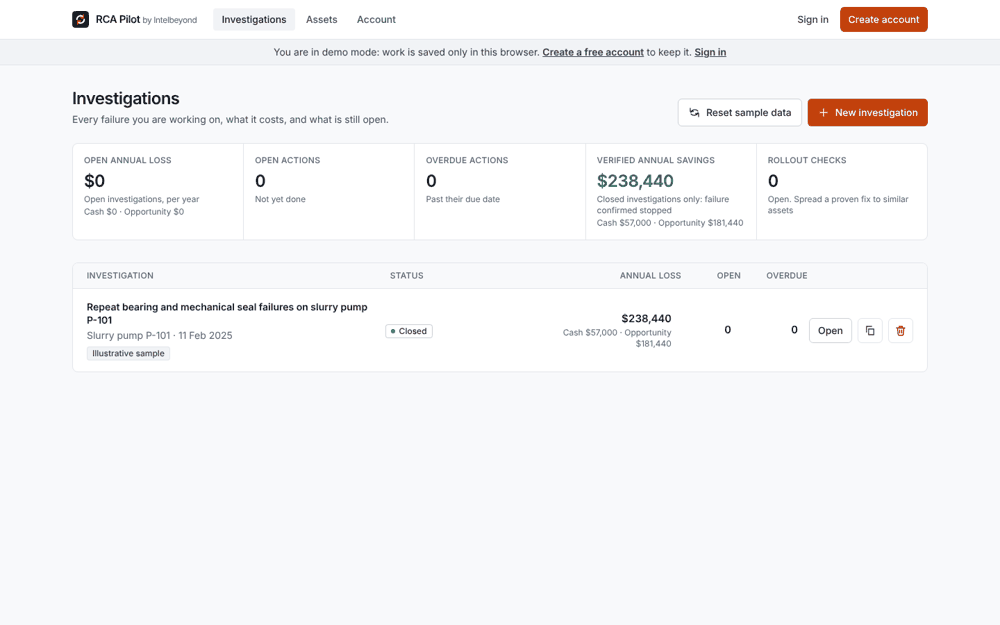 RCA Pilot by Intelbeyond
Investigations
Assets
Account
Sign in
Create account
You are in demo mode: work is saved only in this browser. Create a free account to keep it. Sign in
Investigations
Every failure you are working on, what it costs, and what is still open.
Reset sample data
New investigation
OPEN ANNUAL LOSS
$0
Open investigations, per year
Cash $0 · Opportunity $0
OPEN ACTIONS
0
Not yet done
OVERDUE ACTIONS
0
Past their due date
VERIFIED ANNUAL SAVINGS
$238,440
Closed investigations only: failure
confirmed stopped
Cash $57,000 · Opportunity $181,440
ROLLOUT CHECKS
0
Open. Spread a proven fix to similar
assets
INVESTIGATION
STATUS
ANNUAL LOSS
OPEN
OVERDUE
Repeat bearing and mechanical seal failures on slurry pump
P-101
Slurry pump P-101 · 11 Feb 2025
Illustrative sample
Closed
$238,440
Cash $57,000 · Opportunity
$181,440
0
0
Open